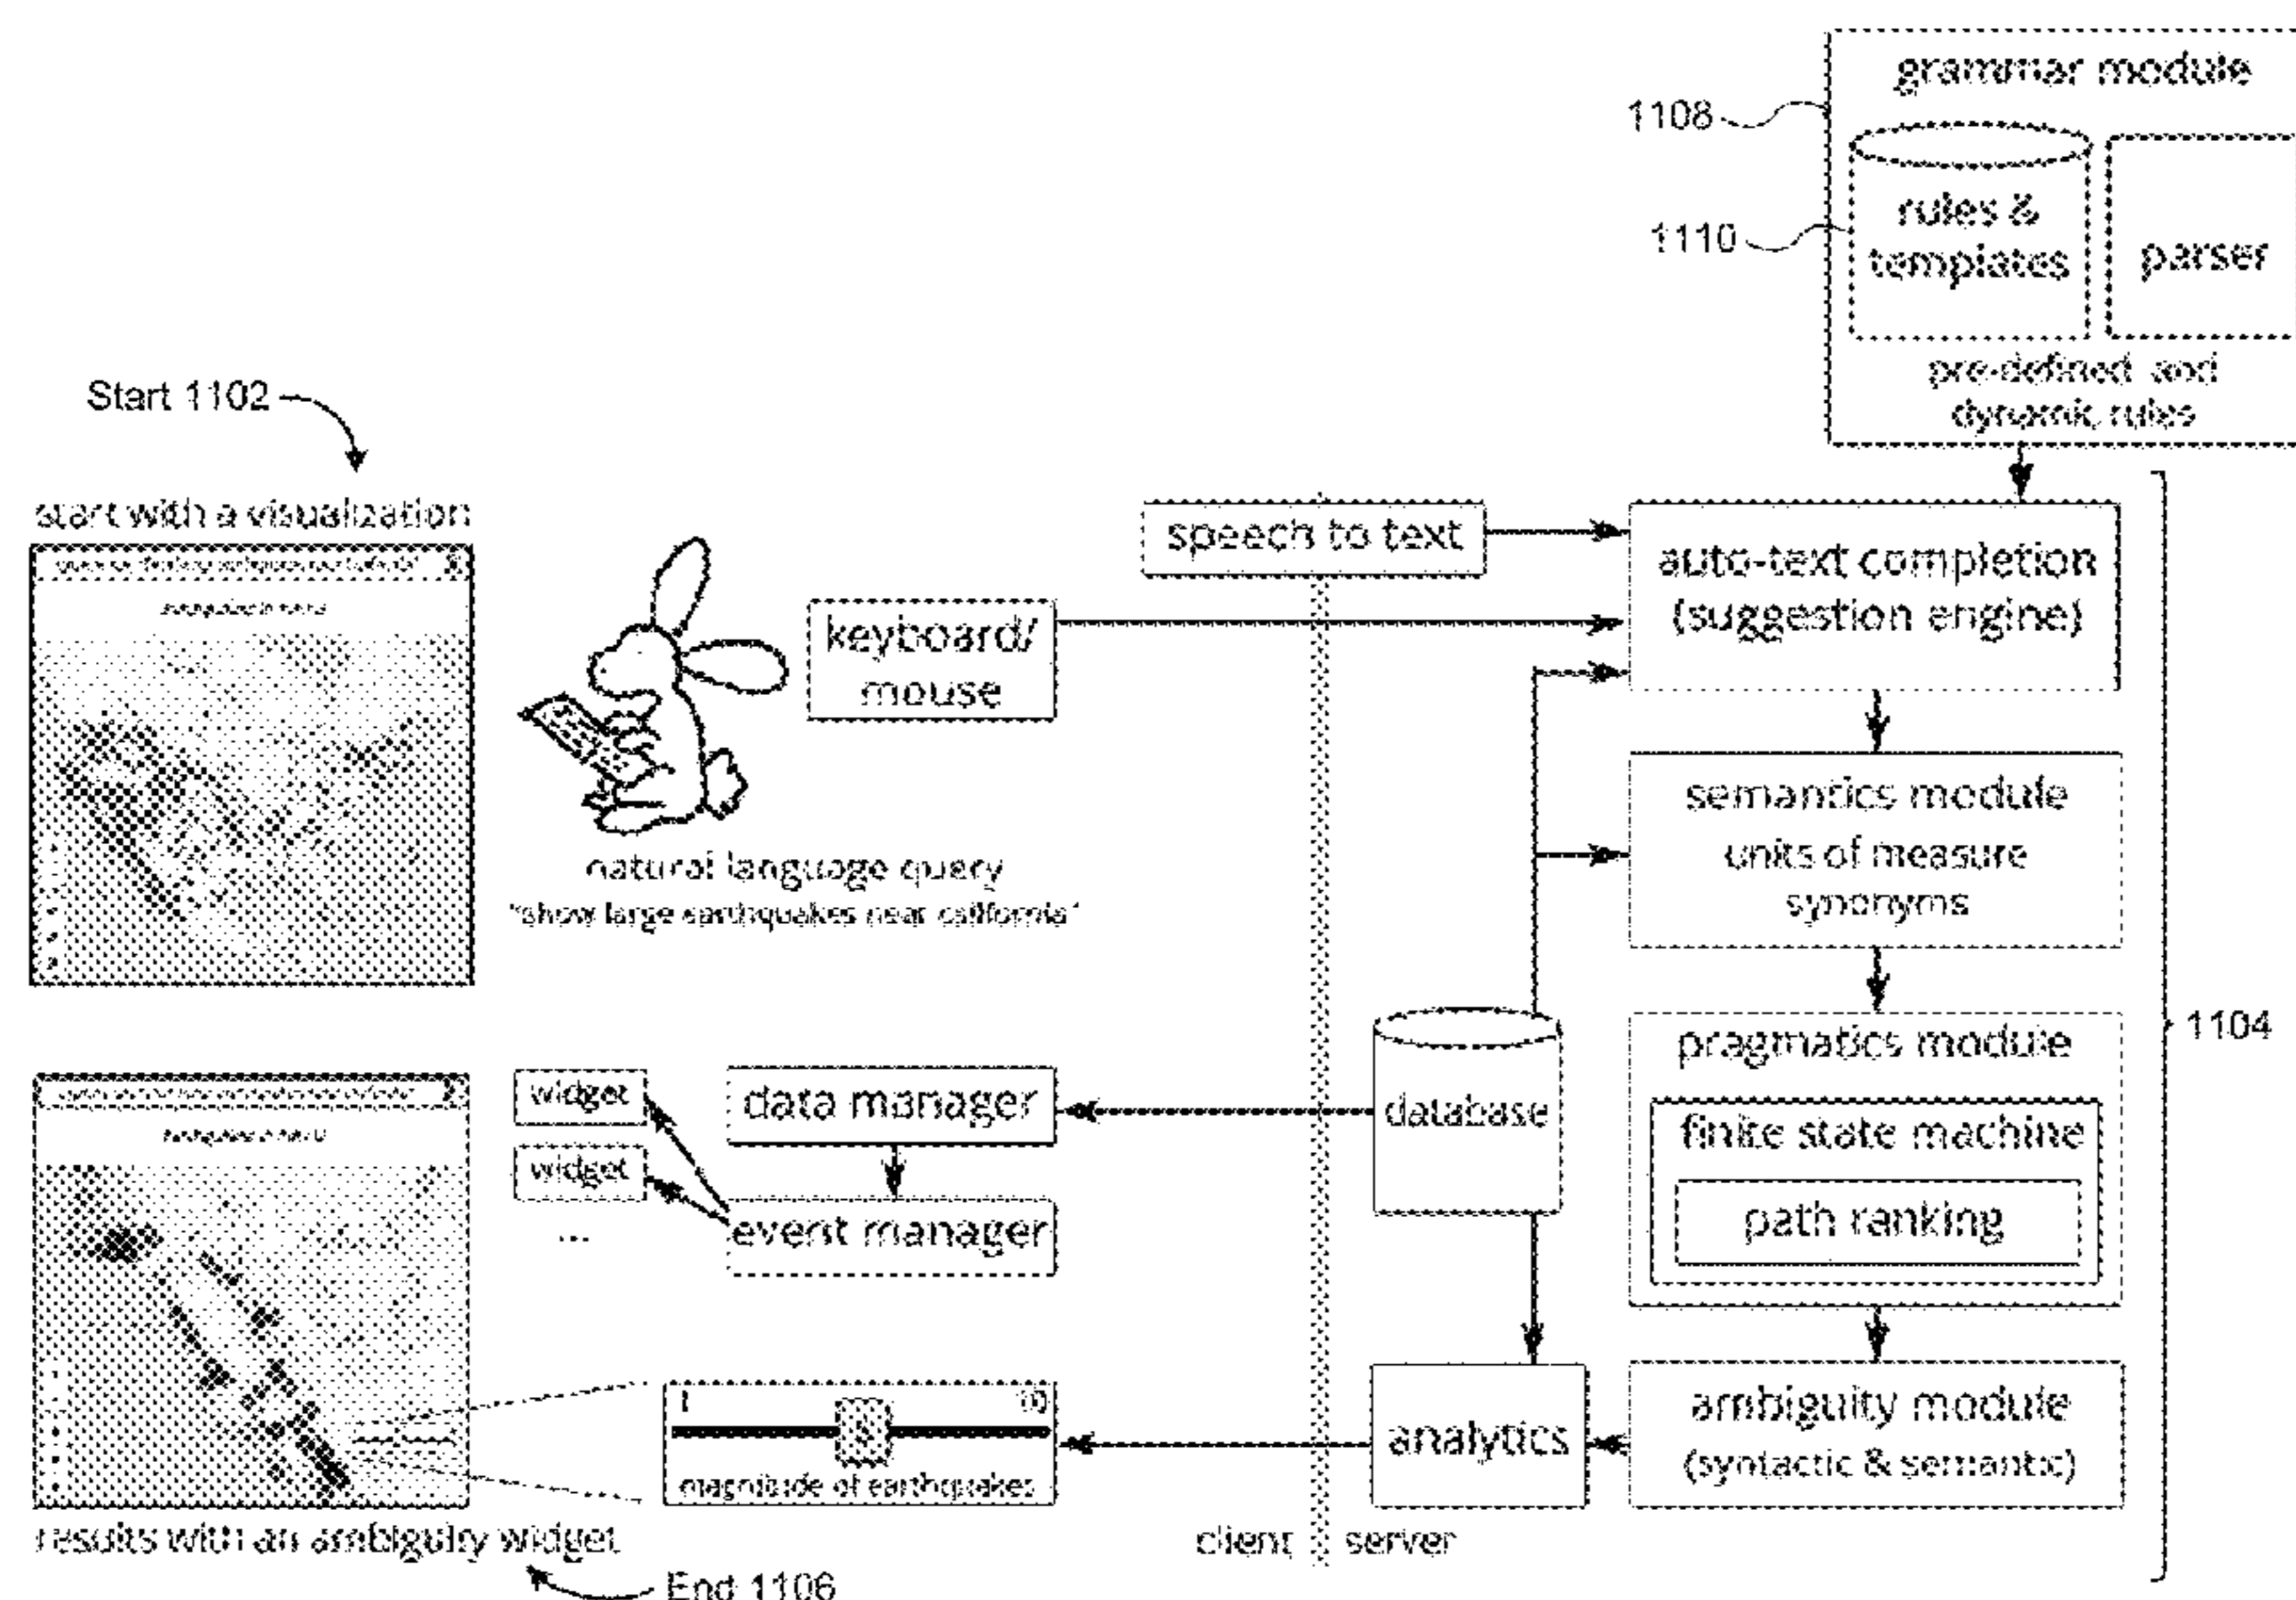 grammar module
1108
rules &
templates
parser
1110
pre-defined and
dynamic rules
Start 1102
start with a visualization
speech to text
auto-text completion
(suggestion engine)
keyboard/
mouse
natural language query
"show large earthquakes near california"
semantics module
units of measure
synonyms
1104
pragmatics module
finite state machine
path ranking
database
data manager
widget
widget
...
event manager
ambiguity module
(syntactic & semantic)
analytics
1
10
5
magnitude of earthquakes
results with an ambiguity widget
client
server
End 1106